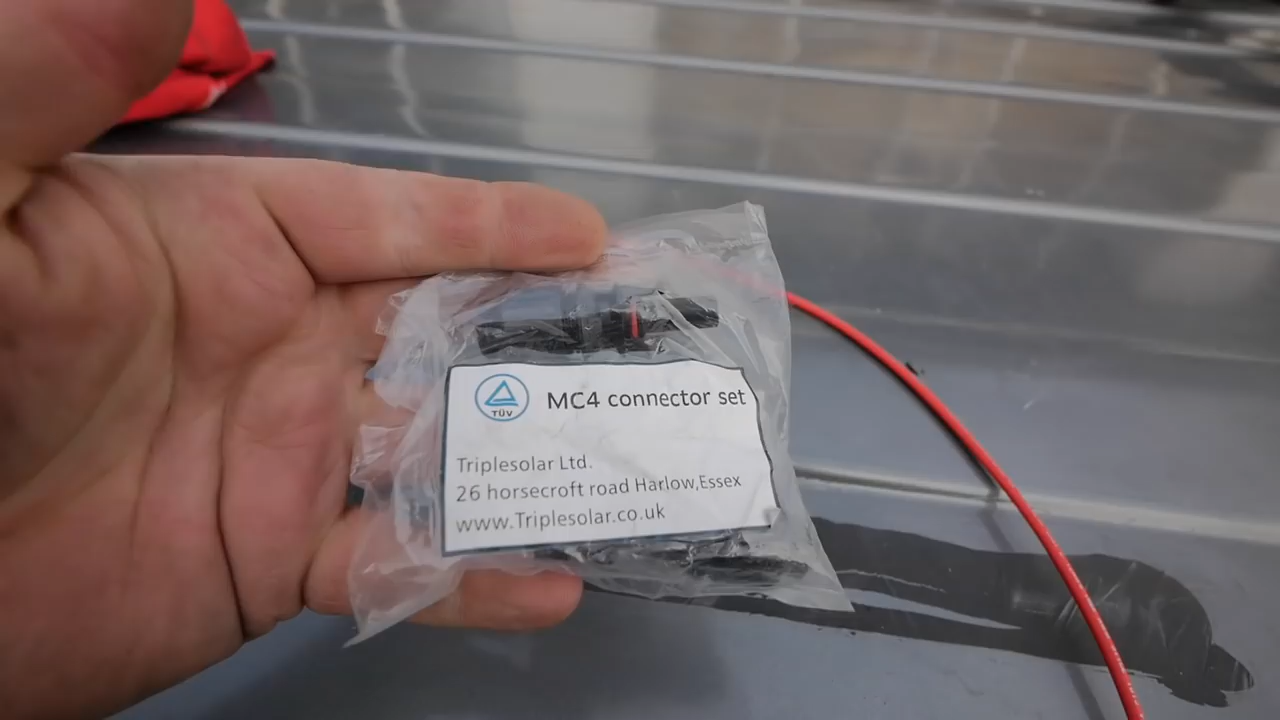 TÜV
MC4 connector set
Triplesolar Ltd.
26 horsecroft road Harlow,Essex
www.Triplesolar.co.uk